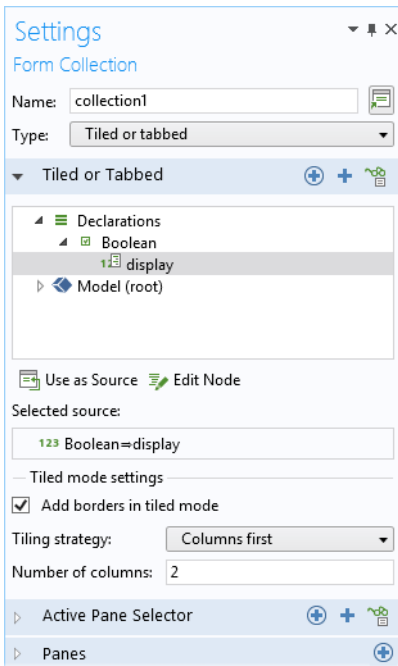 Settings
Form Collection
Name: collection1
Type: Tiled or tabbed
Tiled or Tabbed
Declarations
Boolean
display
Model (root)
Use as Source Edit Node
Selected source:
123 Boolean⇒display
Tiled mode settings
Add borders in tiled mode
Tiling strategy: Columns first
Number of columns: 2
Active Pane Selector
Panes